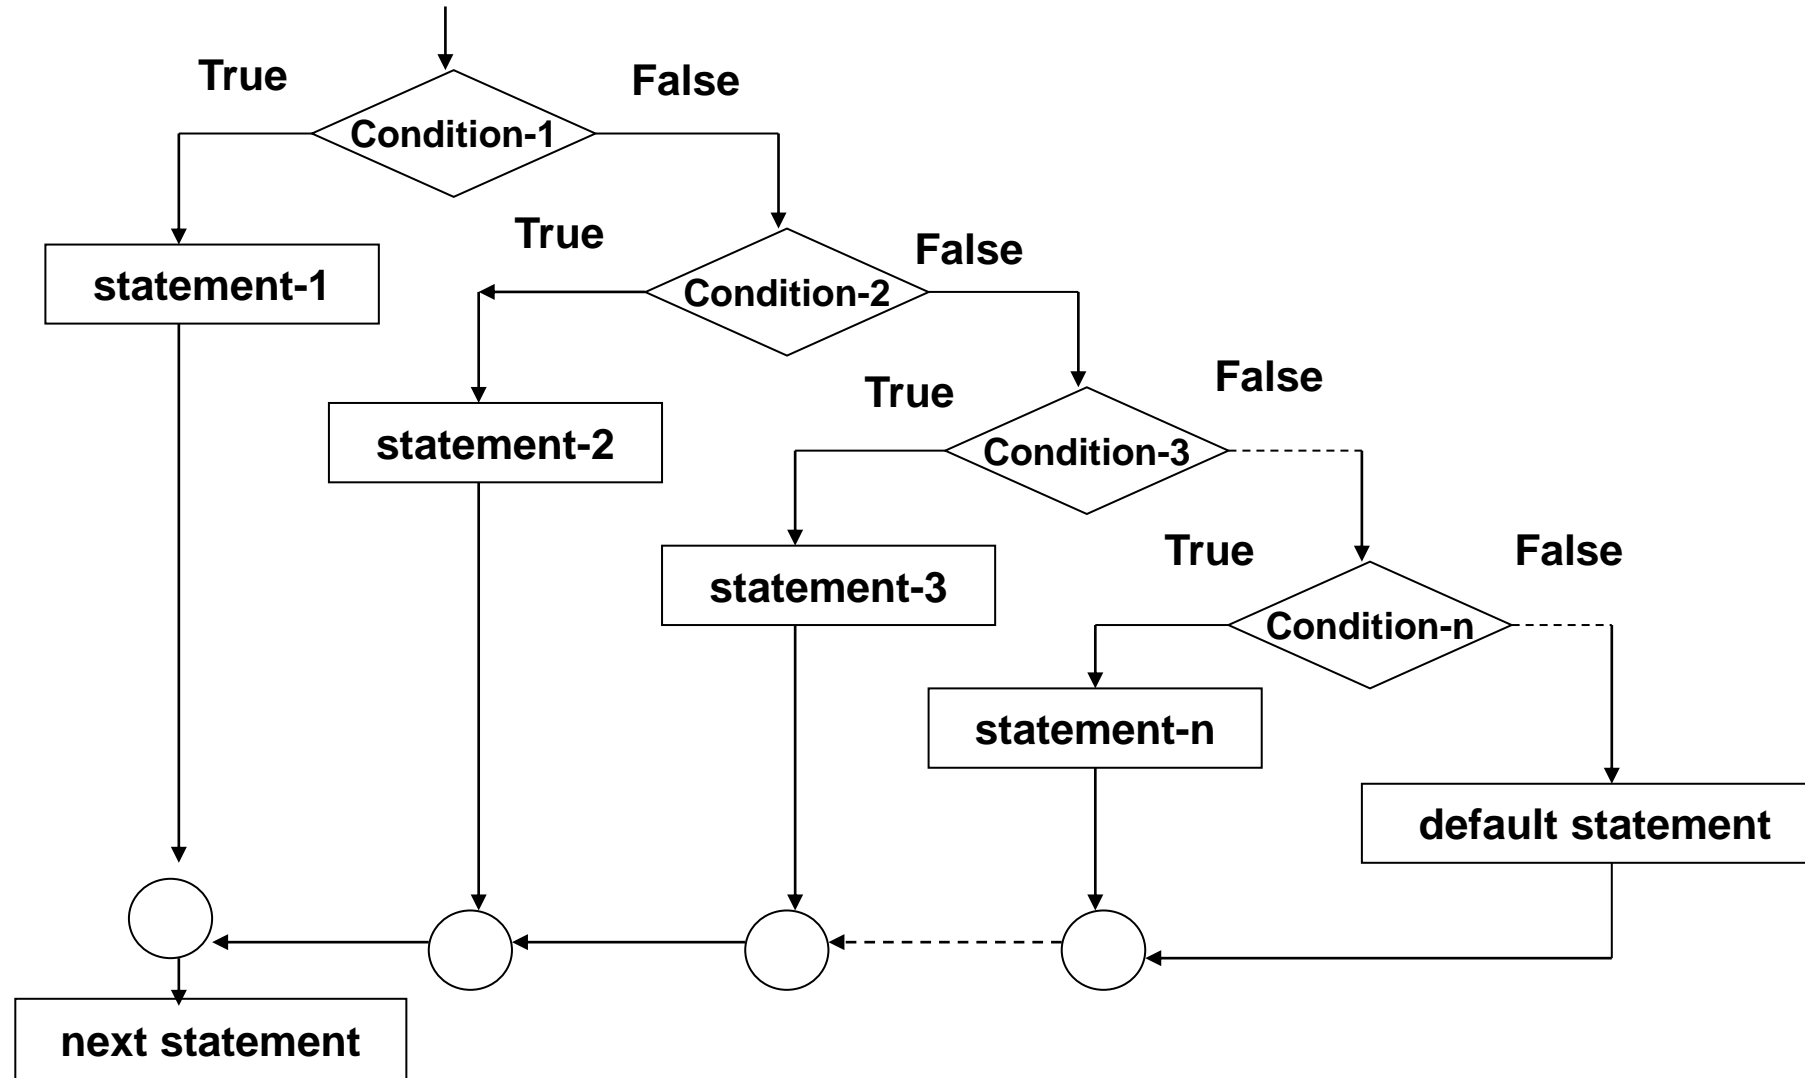 True
False
Condition-1
True
False
statement-1
Condition-2
True
False
statement-2
Condition-3
True
False
statement-3
Condition-n
statement-n
default statement
next statement